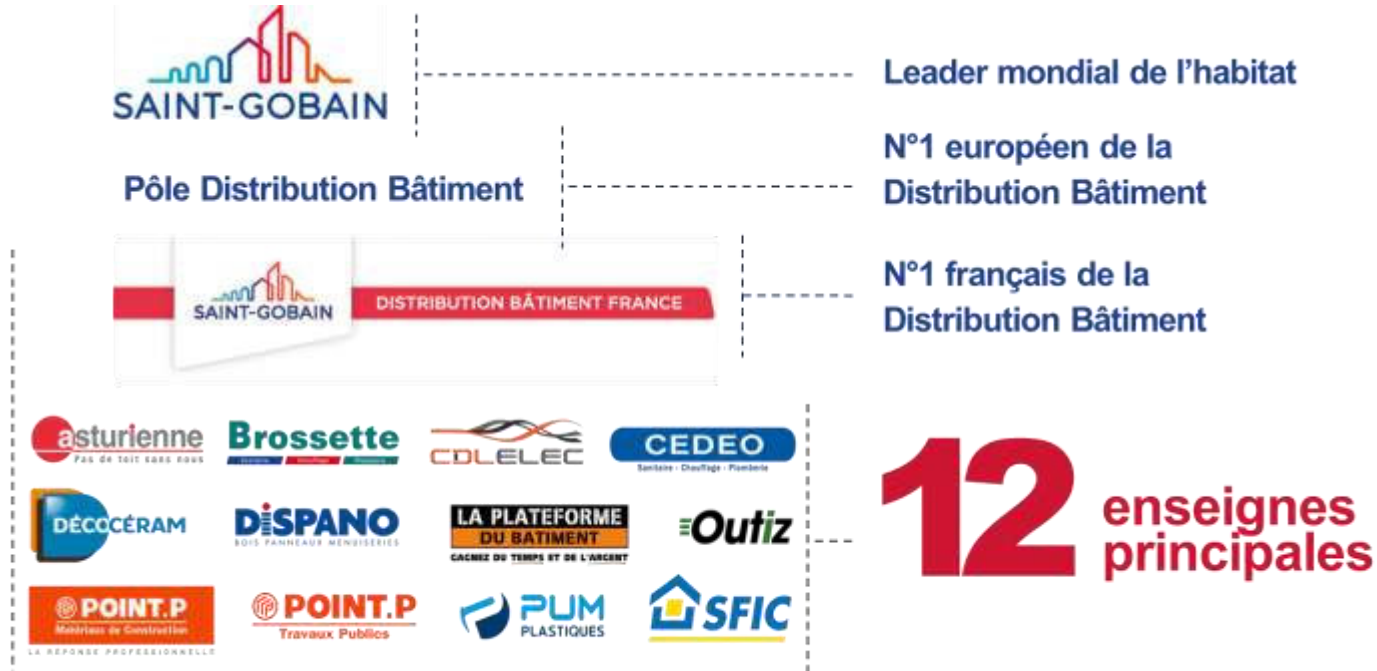 SAINT-GOBAIN
Leader mondial de l'habitat
Pôle Distribution Bâtiment
N°1 européen de la
Distribution Bâtiment
SAINT-GOBAIN
DISTRIBUTION BÂTIMENT FRANCE
N°1 français de la
Distribution Bâtiment
asturienne
Pas de toit sans nous
Brossette
Sanitaire Chauffage Plomberie
CDLELEC
CEDEO
Sanitaire - Chauffage - Plomberie
DÉCOCÉRAM
DISPANO
BOIS PANNEAUX MENUISERIES
LA PLATEFORME
DU BATIMENT
GAGNEZ DU TEMPS ET DE L'ARGENT
Outiz
POINT.P
Matériaux de Construction
LA RÉPONSE PROFESSIONNELLE
POINT.P
Travaux Publics
PUM
PLASTIQUES
SFIC
12 enseignes
principales